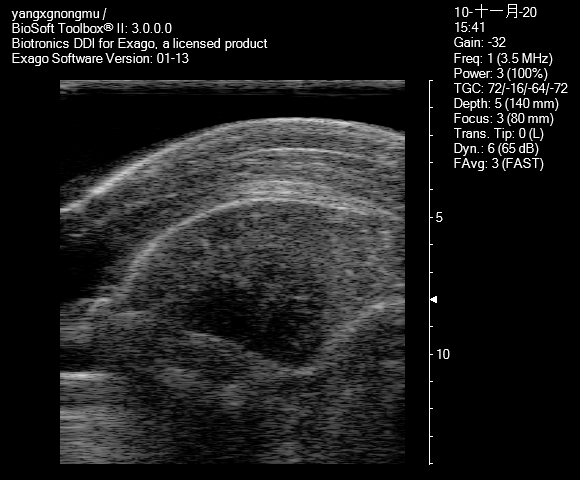 yangxgnongmu /
BioSoft Toolbox® II: 3.0.0.0
Biotronics DDI for Exago, a licensed product
Exago Software Version: 01-13
10-十一月-20
15:41
Gain: -32
Freq: 1 (3.5 MHz)
Power: 3 (100%)
TGC: 72/-16/-64/-72
Depth: 5 (140 mm)
Focus: 3 (80 mm)
Trans. Tip: 0 (L)
Dyn.: 6 (65 dB)
FAvg: 3 (FAST)
5
10